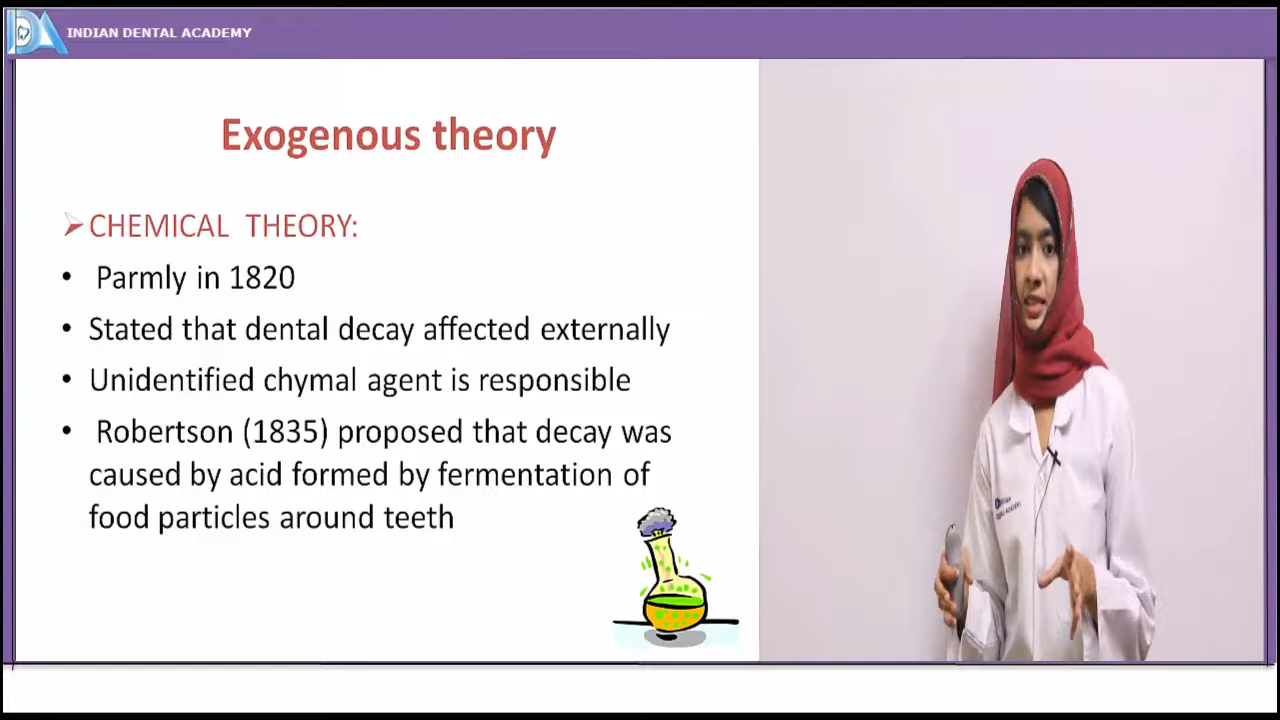 INDIAN DENTAL ACADEMY
Exogenous theory
➢CHEMICAL THEORY:
• Parmly in 1820
• Stated that dental decay affected externally
• Unidentified chymal agent is responsible
• Robertson (1835) proposed that decay was
caused by acid formed by fermentation of
food particles around teeth